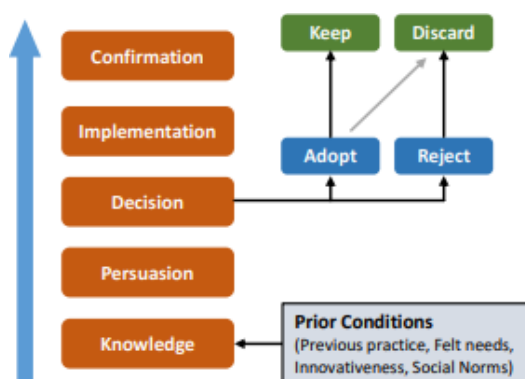 Keep
Discard
Confirmation
Implementation
Adopt
Reject
Decision
Persuasion
Prior Conditions
(Previous practice, Felt needs,
Innovativeness, Social Norms)
Knowledge